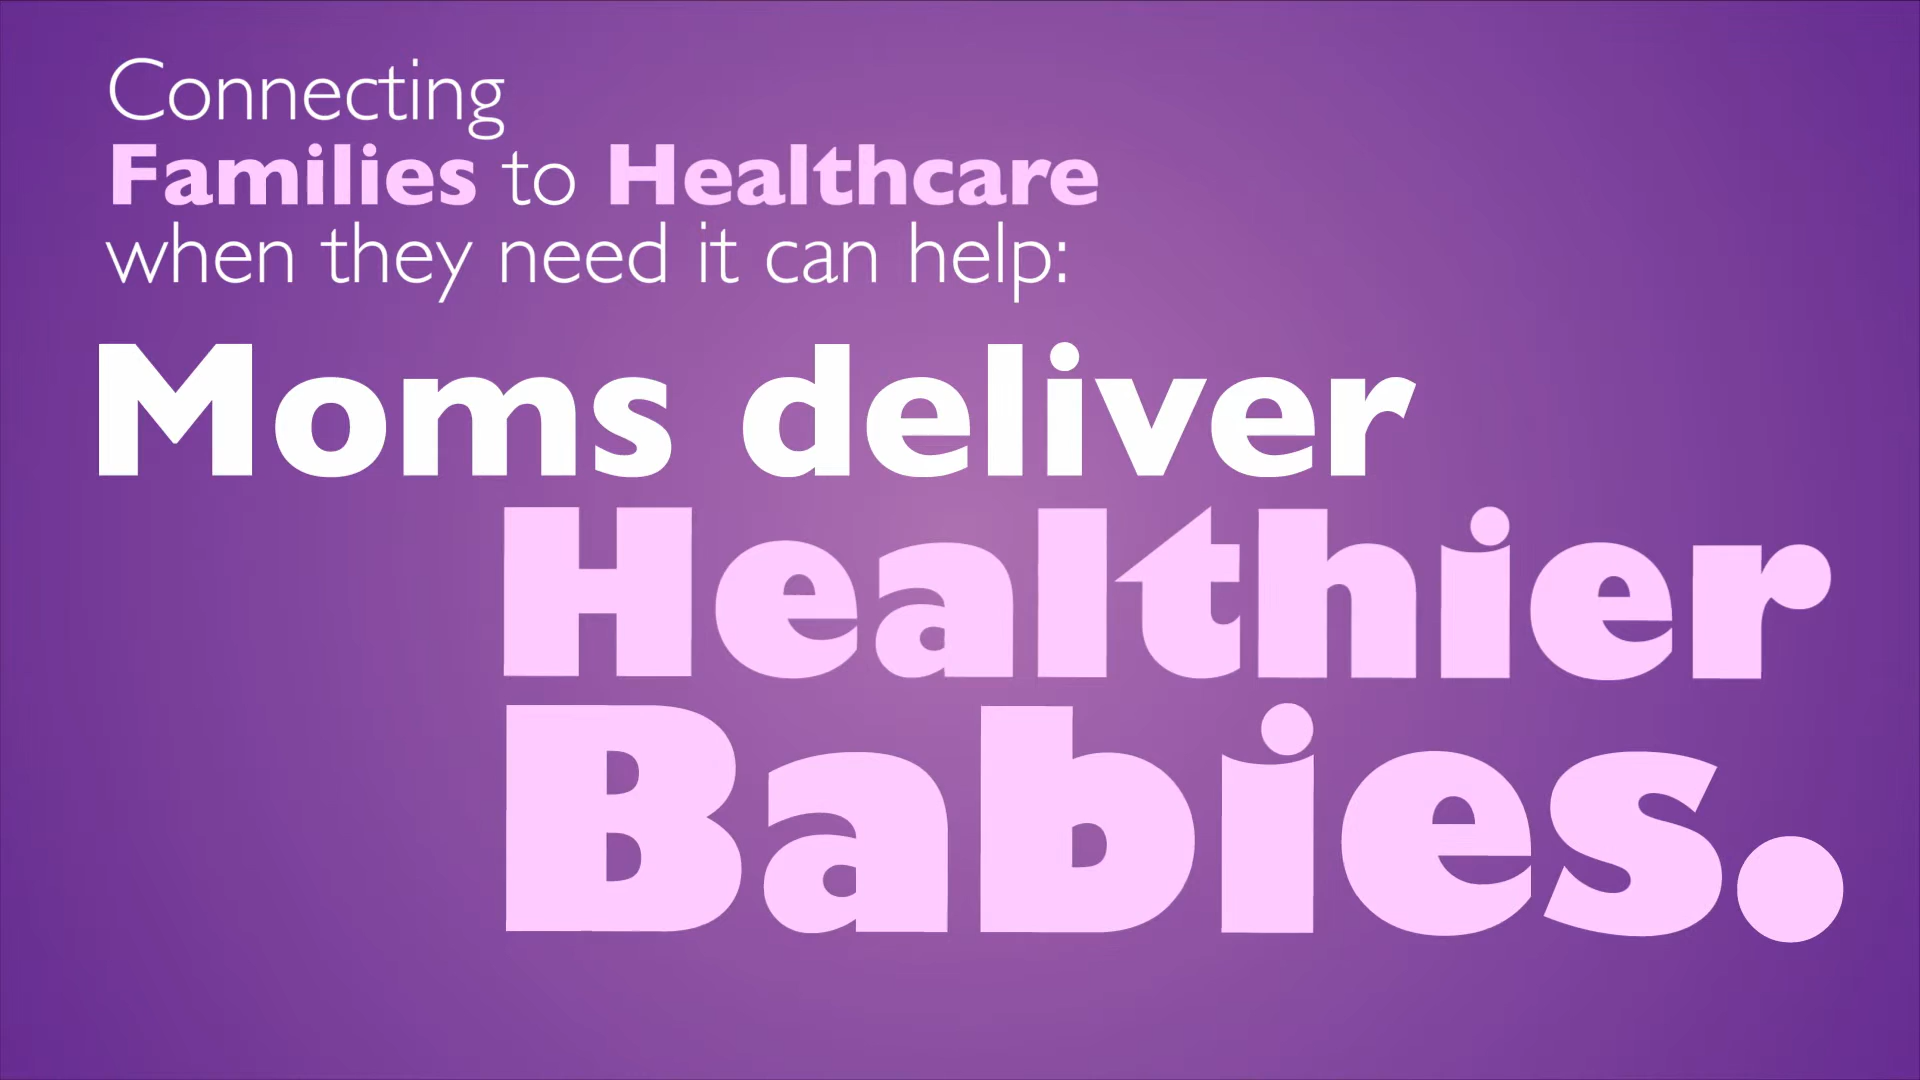 Connecting
Families to Healthcare
when they need it can help:
Moms deliver
Healthier
Babies.